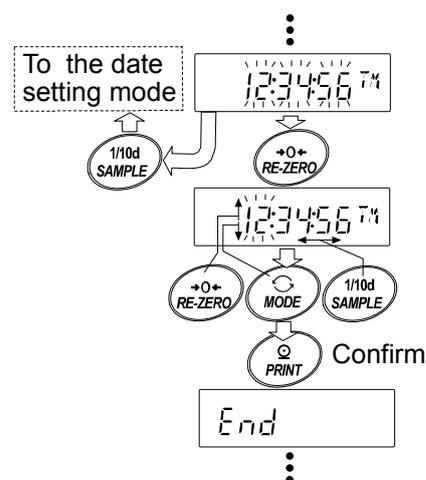 To the date
setting mode
12:34:56 TM
1/10d
SAMPLE
→0←
RE-ZERO
12:34:56 TM
→0←
RE-ZERO
MODE
1/10d
SAMPLE
PRINT
Confirm
End